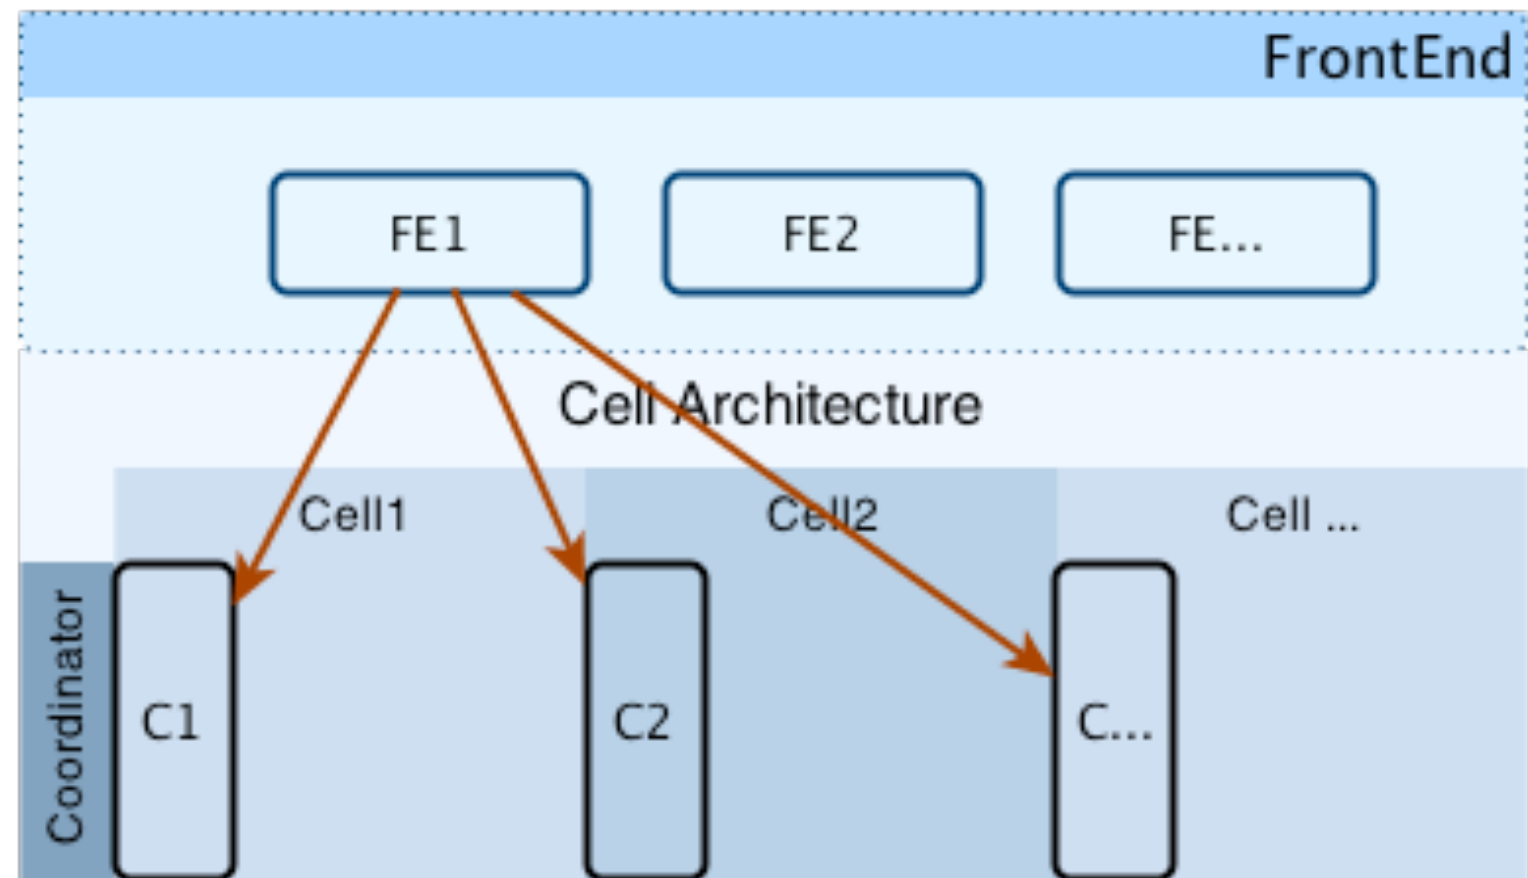 FrontEnd
FE1
FE2
FE...
Cell Architecture
Cell1
Cell2
Cell ...
Coordinator
C1
C2
C...